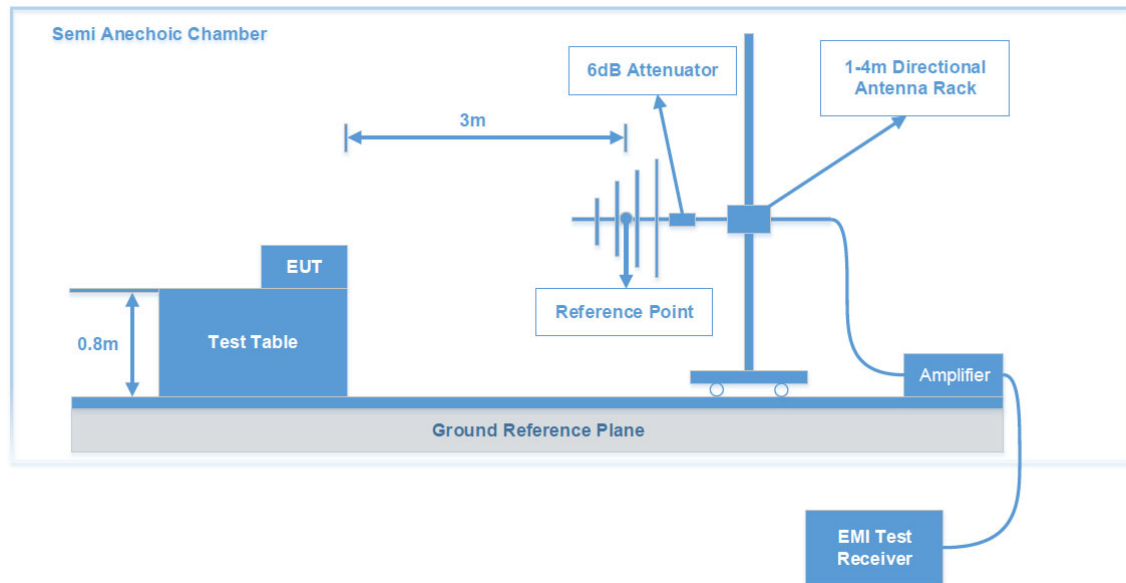 Semi Anechoic Chamber
6dB Attenuator
1-4m Directional
Antenna Rack
3m
EUT
Reference Point
0.8m
Test Table
Amplifier
Ground Reference Plane
EMI Test
Receiver